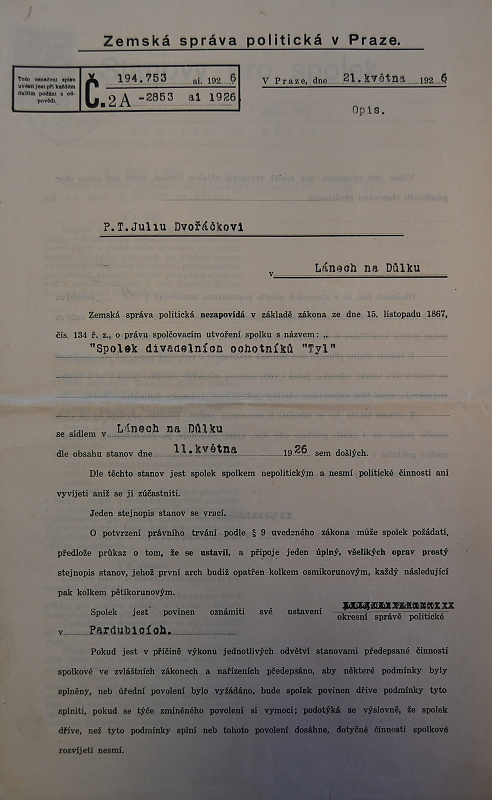 Zemská správa politická v Praze.
Toto označení spisu
uvésti jest při každém
dalším podání a od-
povědi.
Č. 194.753 ai. 1926
2A -2853 ai 1926
V Praze, dne 21. května 1926
Opis.
P.T. Juliu Dvořáčkovi
v Lánech na Důlku
Zemská správa politická nezapovídá v základě zákona ze dne 15. listopadu 1867,
čís. 134 ř. z., o právu spolčovacím utvoření spolku s názvem: „
"Spolek divadelních ochotníků "Tyl"
se sídlem v Lánech na Důlku
dle obsahu stanov dne 11. května 1926 sem došlých.
Dle těchto stanov jest spolek spolkem nepolitickým a nesmí politické činnosti ani
vyvíjeti aniž se jí zúčastniti.
Jeden stejnopis stanov se vrací.
O potvrzení právního trvání podle § 9 uvedeného zákona může spolek požádati,
předlože průkaz o tom, že se ustavil, a připoje jeden úplný, všelikých oprav prostý
stejnopis stanov, jehož první arch budiž opatřen kolkem osmikorunovým, každý následující
pak kolkem pětikorunovým.
Spolek jest povinen oznámiti své ustavení okresní správě politické
v Pardubicích.
Pokud jest v příčině výkonu jednotlivých odvětví stanovami předepsané činnosti
spolkové ve zvláštních zákonech a nařízeních předepsáno, aby některé podmínky byly
splněny, neb úřední povolení bylo vyžádáno, bude spolek povinen dříve podmínky tyto
splniti, pokud se týče zmíněného povolení si vymoci; podotýká se výslovně, že spolek
dříve, než tyto podmínky splní neb tohoto povolení dosáhne, dotyčné činnosti spolkové
rozvíjeti nesmí.